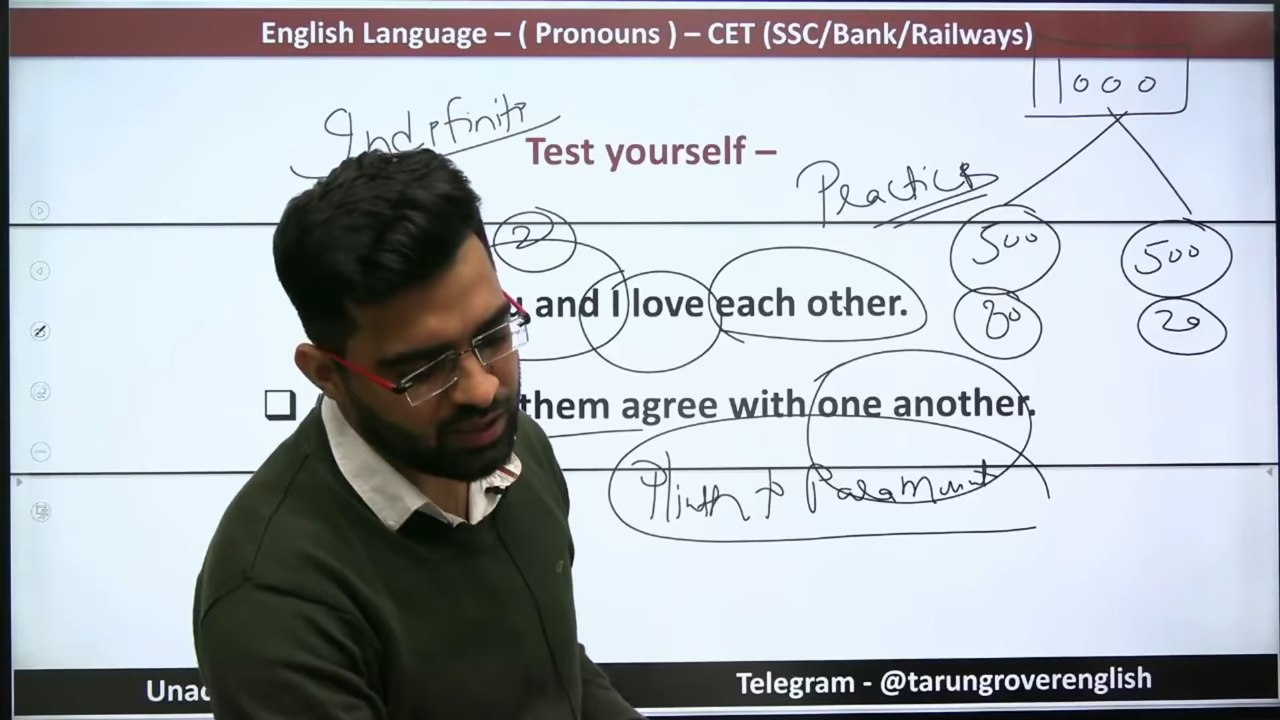 English Language – ( Pronouns ) – CET (SSC/Bank/Railways)
1000
Indefinite
Test yourself –
Practice
2
500
500
and I love each other.
80
20
them agree with one another.
Plinth + Paramount
Telegram - @tarungroverenglish